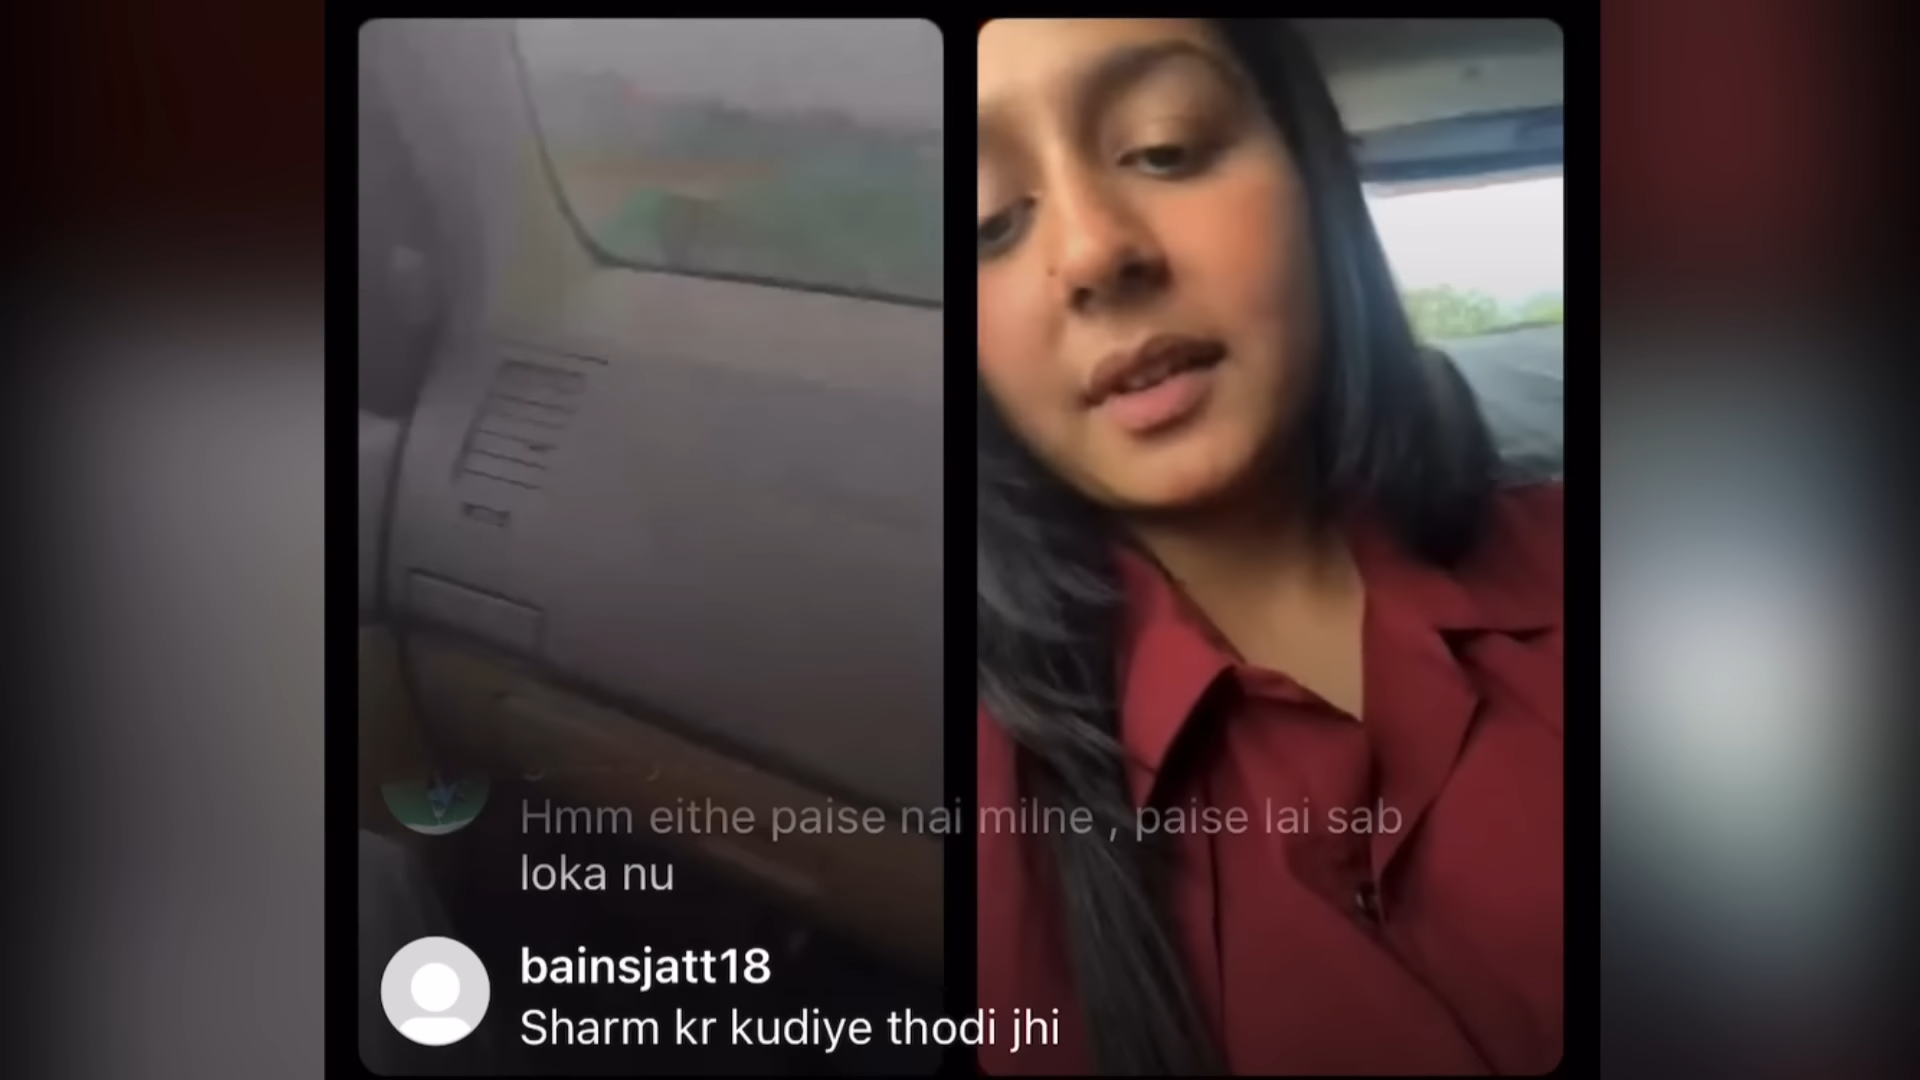 Hmm eithe paise nai milne , paise lai sab
loka nu
bainsjatt18
Sharm kr kudiye thodi jhi